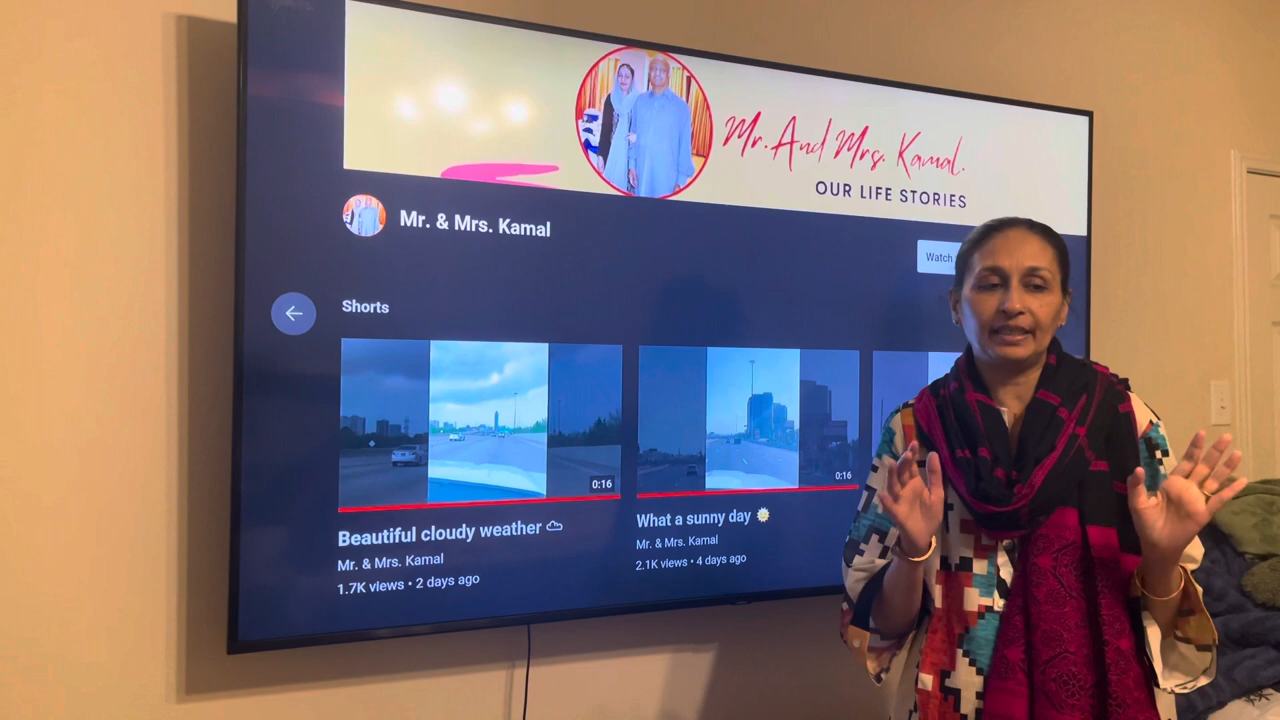 Mr. And Mrs. Kamal.
OUR LIFE STORIES
Mr. & Mrs. Kamal
Watch
Shorts
0:16
0:16
Beautiful cloudy weather
Mr. & Mrs. Kamal
1.7K views • 2 days ago
What a sunny day
Mr. & Mrs. Kamal
2.1K views • 4 days ago